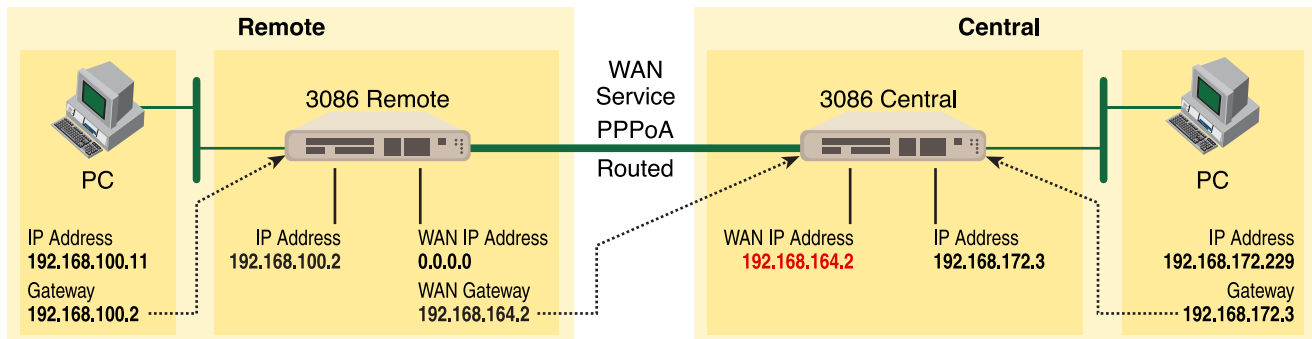 Remote
Central
WAN
Service
PPPoA
Routed
3086 Remote
3086 Central
PC
PC
IP Address
192.168.100.11
Gateway
192.168.100.2
IP Address
192.168.100.2
WAN IP Address
0.0.0.0
WAN Gateway
192.168.164.2
WAN IP Address
192.168.164.2
IP Address
192.168.172.3
IP Address
192.168.172.229
Gateway
192.168.172.3